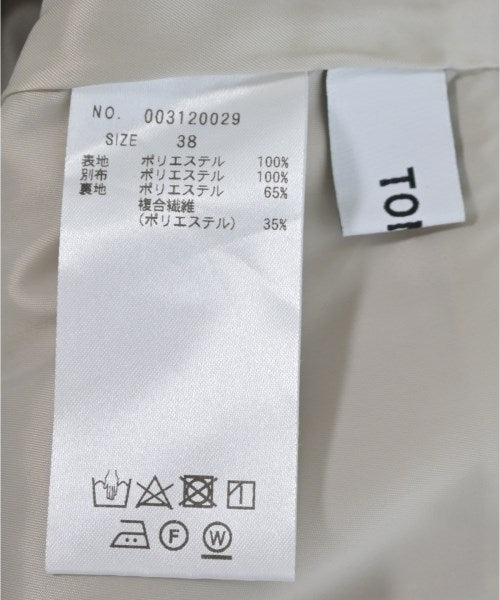 NO. 003120029
SIZE 38
表地 ポリエステル 100%
別布 ポリエステル 100%
裏地 ポリエステル 65%
複合繊維
(ポリエステル) 35%
F
W
TO